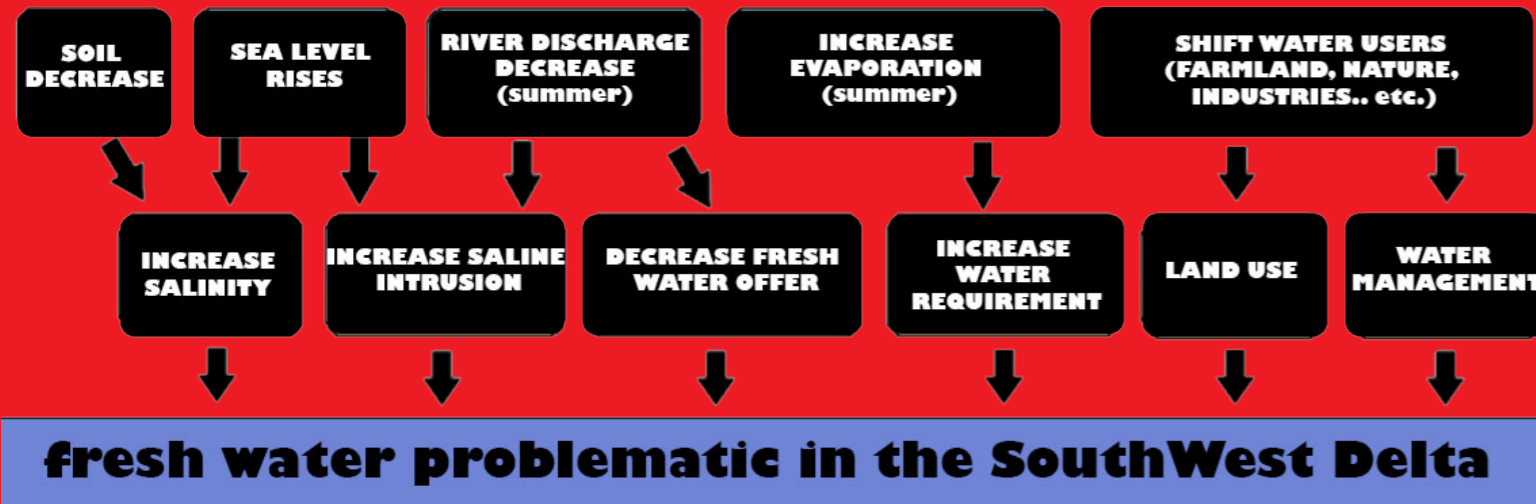 SOIL
DECREASE
SEA LEVEL
RISES
RIVER DISCHARGE
DECREASE
(summer)
INCREASE
EVAPORATION
(summer)
SHIFT WATER USERS
(FARMLAND, NATURE,
INDUSTRIES.. etc.)
INCREASE
SALINITY
INCREASE SALINE
INTRUSION
DECREASE FRESH
WATER OFFER
INCREASE
WATER
REQUIREMENT
LAND USE
WATER
MANAGEMENT
fresh water problematic in the SouthWest Delta